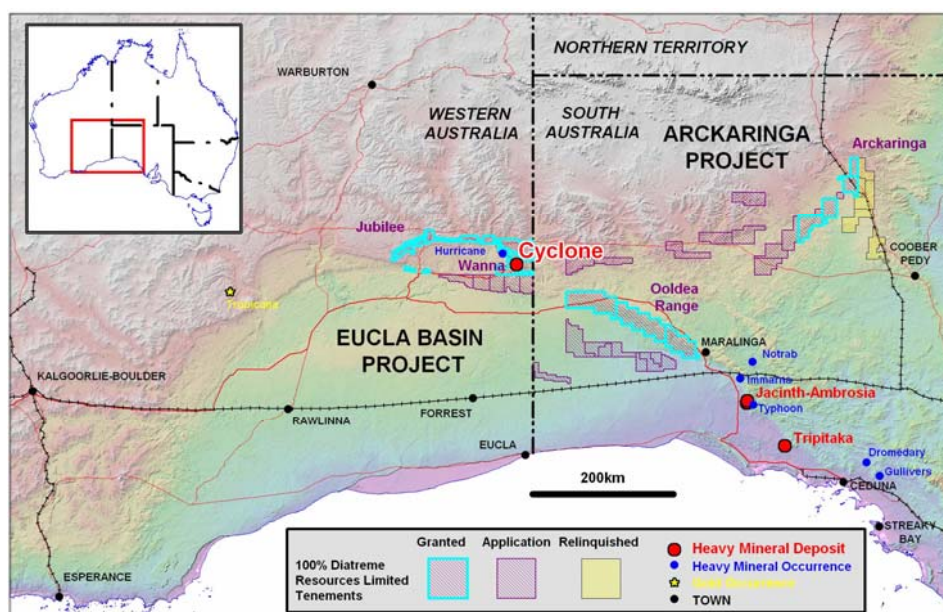 NORTHERN TERRITORY
WARBURTON
WESTERN
AUSTRALIA
SOUTH
AUSTRALIA
ARCKARINGA
PROJECT
Arckaringa
Jubilee
Hurricane
Wanna
Cyclone
COOBER
PEDY
Tropicana
Ooldea
Range
EUCLA BASIN
PROJECT
MARALINGA
Notrab
KALGOORLIE-BOULDER
Immarna
Jacinth-Ambrosia
Typhoon
RAWLINNA
FORREST
EUCLA
Tripitaka
Dromedary
Gullivers
CEDUNA
200km
STREAKY
BAY
ESPERANCE
Granted
Application
Relinquished
100% Diatreme
Resources Limited
Tenements
Heavy Mineral Deposit
Heavy Mineral Occurrence
TOWN